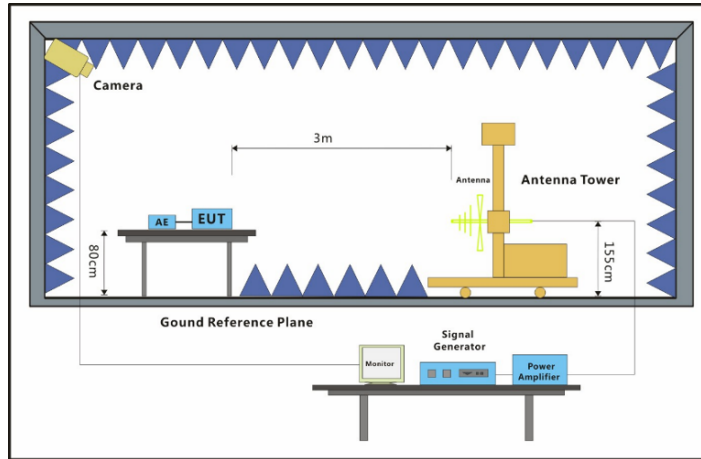 Camera
3m
Antenna
Antenna Tower
AE
EUT
80cm
155cm
Gound Reference Plane
Signal
Generator
Monitor
Power
Amplifier